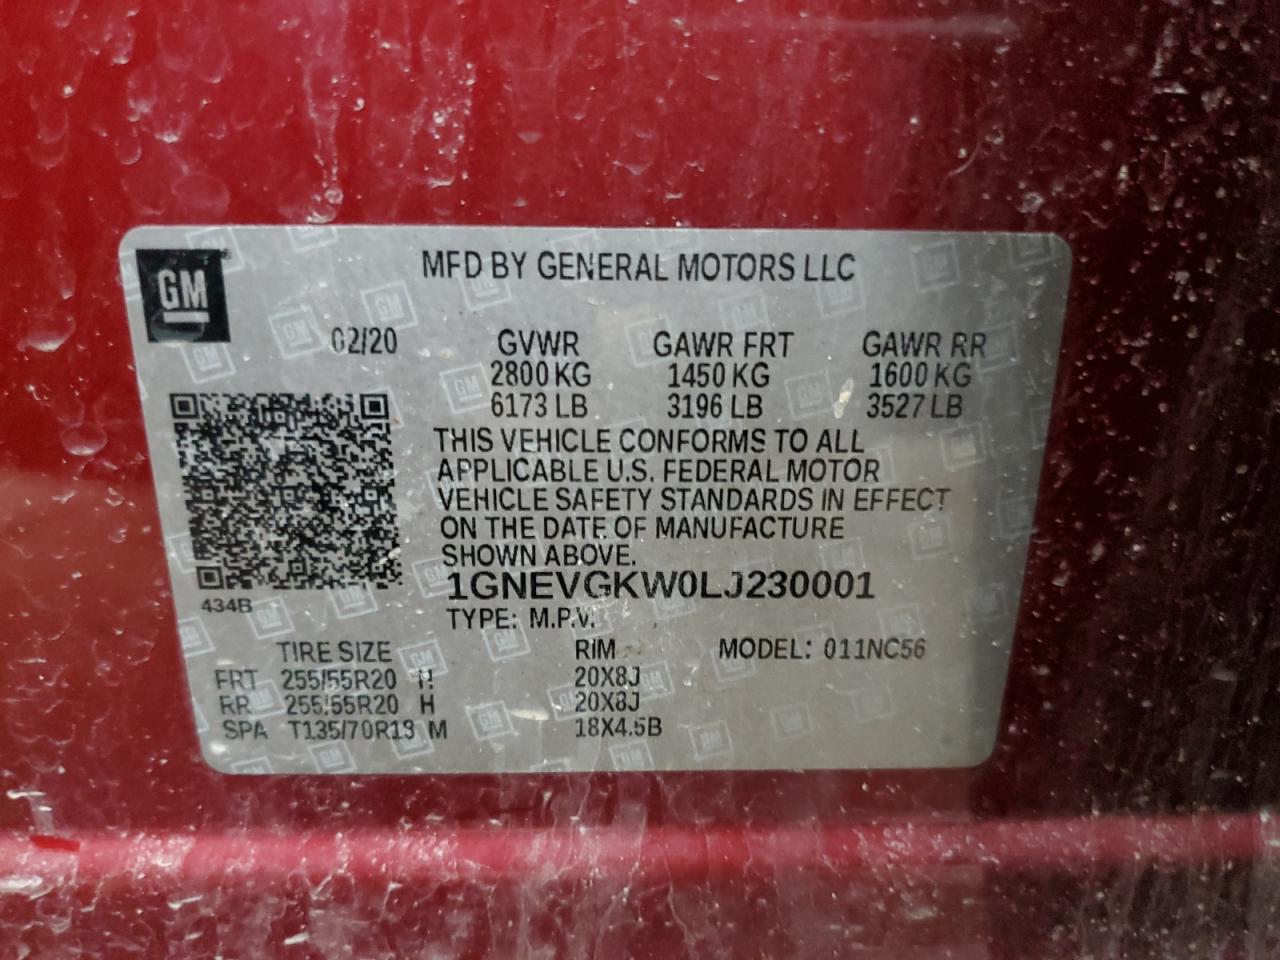 GM
MFD BY GENERAL MOTORS LLC
02/20 GVWR GAWR FRT GAWR RR
2800 KG 1450 KG 1600 KG
6173 LB 3196 LB 3527 LB
THIS VEHICLE CONFORMS TO ALL
APPLICABLE U.S. FEDERAL MOTOR
VEHICLE SAFETY STANDARDS IN EFFECT
ON THE DATE OF MANUFACTURE
SHOWN ABOVE.
1GNEVGKW0LJ230001
434B
TYPE: M.P.V.
TIRE SIZE RIM MODEL: 011NC56
FRT 255/55R20 H 20X8J
RR 255/55R20 H 20X8J
SPA T135/70R18 M 18X4.5B